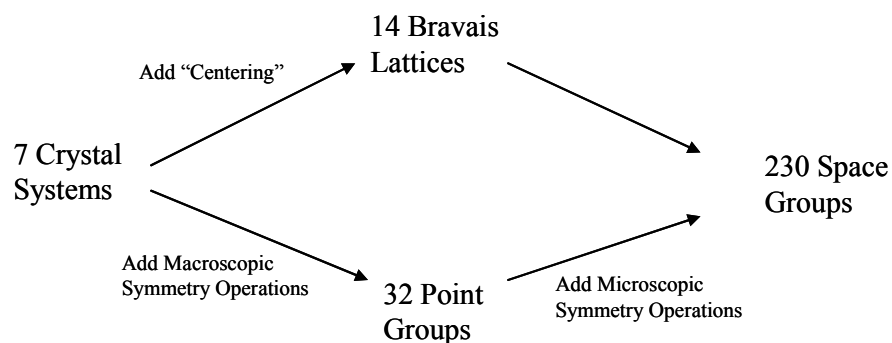 14 Bravais
Lattices
Add “Centering”
7 Crystal
Systems
230 Space
Groups
Add Macroscopic
Symmetry Operations
32 Point
Groups
Add Microscopic
Symmetry Operations